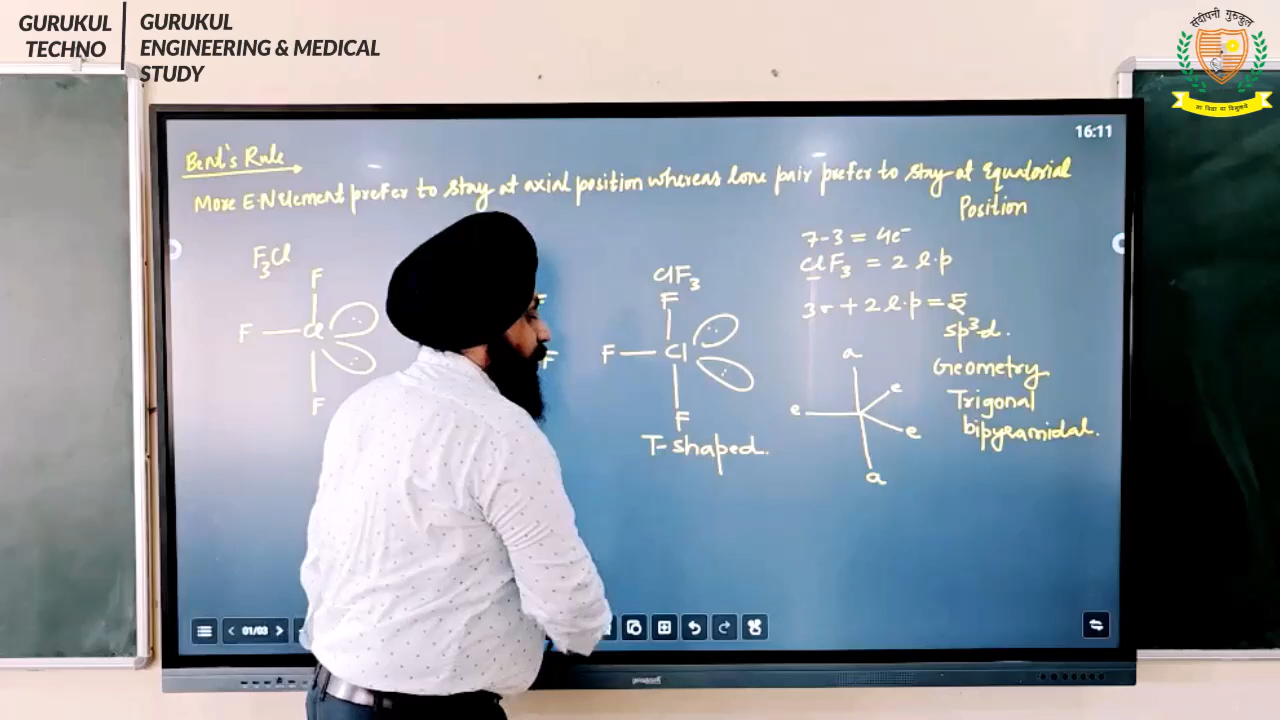 GURUKUL
TECHNO
GURUKUL
ENGINEERING & MEDICAL
STUDY
संदीपनी गुरुकुल
सा विद्या या विमुक्तये
16:11
Bent's Rule
More E.N element prefer to stay at axial position whereas lone pair prefer to stay at Equatorial
Position
F3Cl
F
F — Cl
F
F
F
ClF3
F
F — Cl
F
T-shaped.
7-3 = 4e⁻
ClF3 = 2 l.p
3σ + 2 l.p = 5
sp³d.
Geometry
Trigonal
bipyramidal.
a
e
e
e
a
01/03